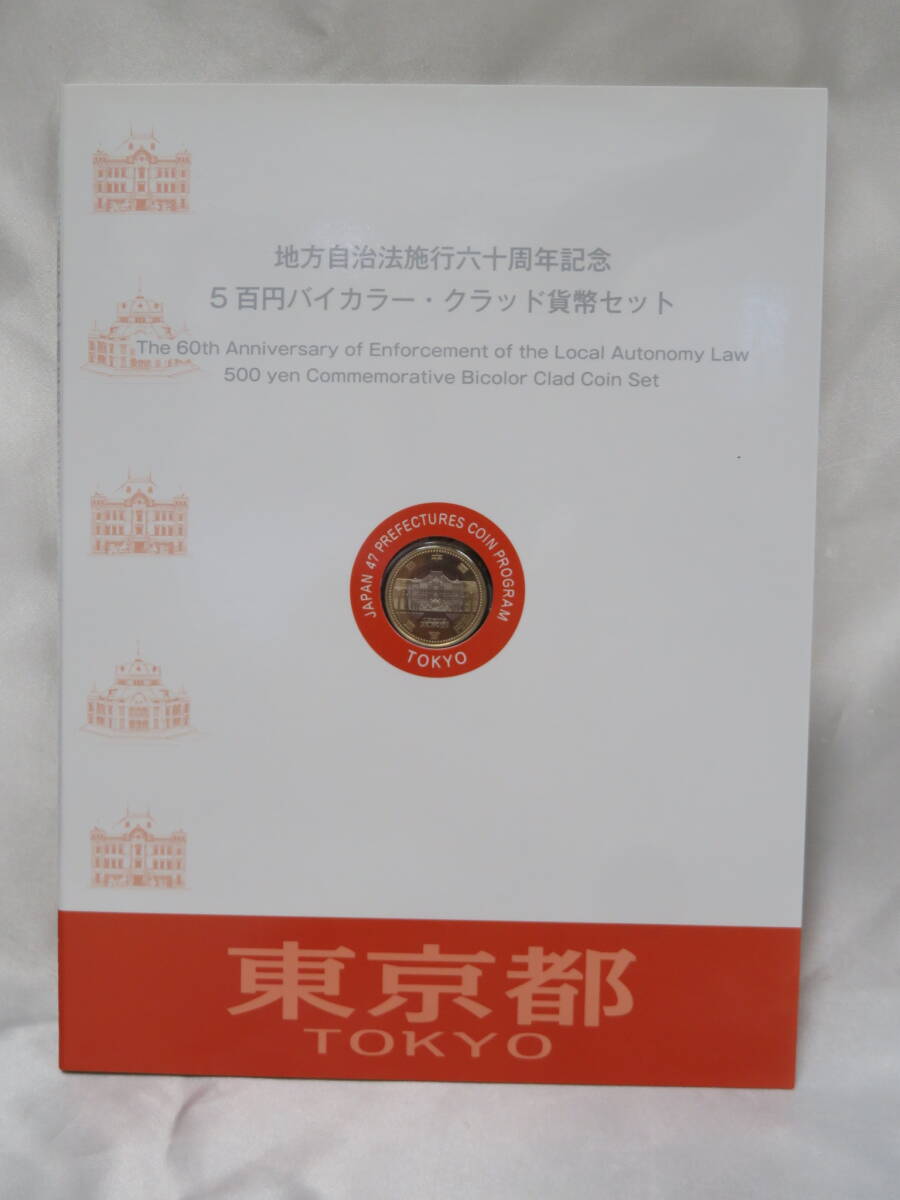 地方自治法施行六十周年記念
5百円バイカラー・クラッド貨幣セット
The 60th Anniversary of Enforcement of the Local Autonomy Law
500 yen Commemorative Bicolor Clad Coin Set
JAPAN 47 PREFECTURES COIN PROGRAM
TOKYO
東京都
TOKYO